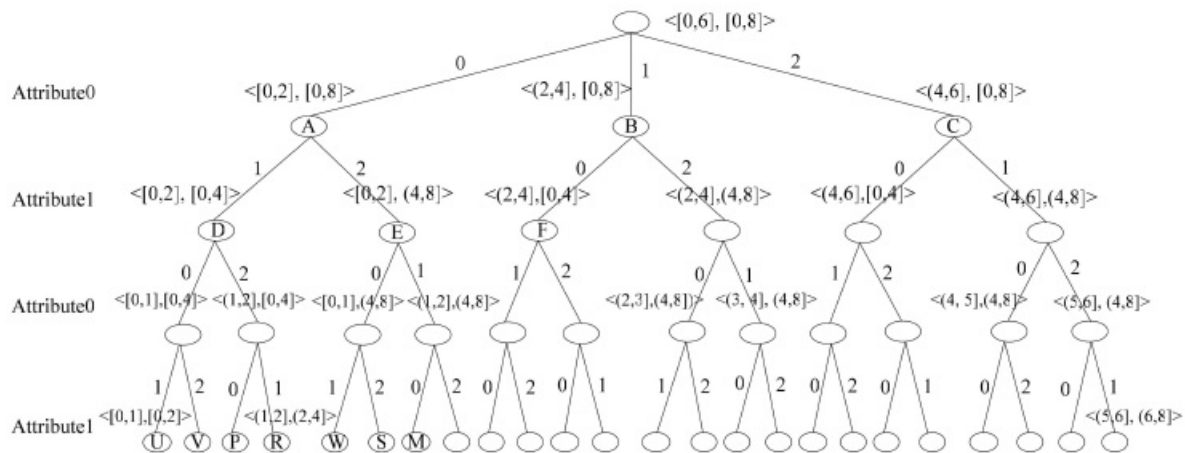 <[0,6], [0,8]>
0 1 2
Attribute0 <[0,2], [0,8]> <(2,4], [0,8]> <(4,6], [0,8]>
A B C
1 2 0 2 0 1
Attribute1 <[0,2], [0,4]> <[0,2], (4,8]> <(2,4],[0,4]> <(2,4],(4,8]> <(4,6],[0,4]> <(4,6],(4,8]>
D E F
0 2 0 1 1 2 0 1 1 2 0 2
Attribute0 <[0,1],[0,4]> <(1,2],[0,4]> <[0,1],(4,8]> <(1,2],(4,8]> <(2,3],(4,8])> <(3, 4], (4,8]> <(4, 5],(4,8]> <(5,6], (4,8]>
1 2 0 1 1 2 0 2 0 2 0 1 1 2 0 2 0 2 0 1 0 2 0 1
Attribute1 <[0,1],[0,2]> <(1,2],(2,4]> <(5,6], (6,8]>
U V P R W S M